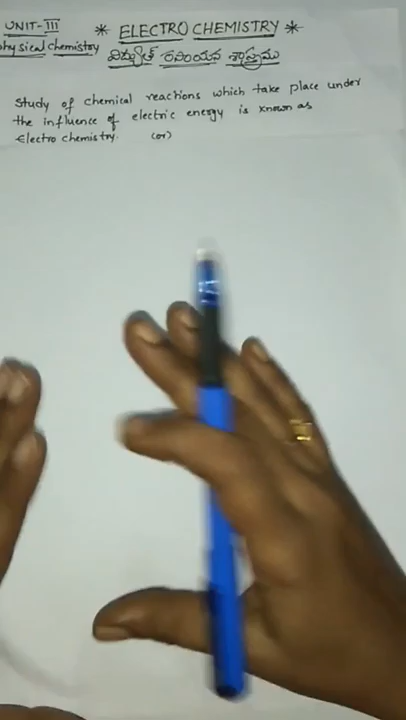 UNIT-III
* ELECTRO CHEMISTRY *
physical chemistry
విద్యుత్ రసాయన శాస్త్రము
Study of chemical reactions which take place under
the influence of electric energy is known as
Electro chemistry. (or)